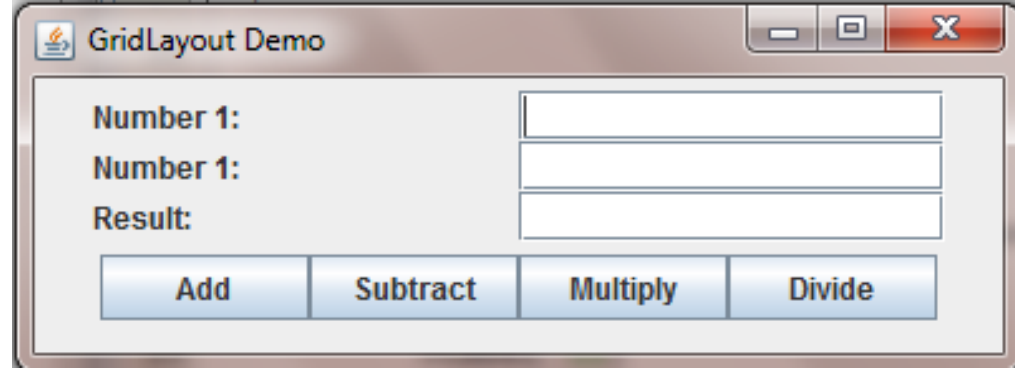 GridLayout Demo
Number 1:
Number 1:
Result:
Add Subtract Multiply Divide